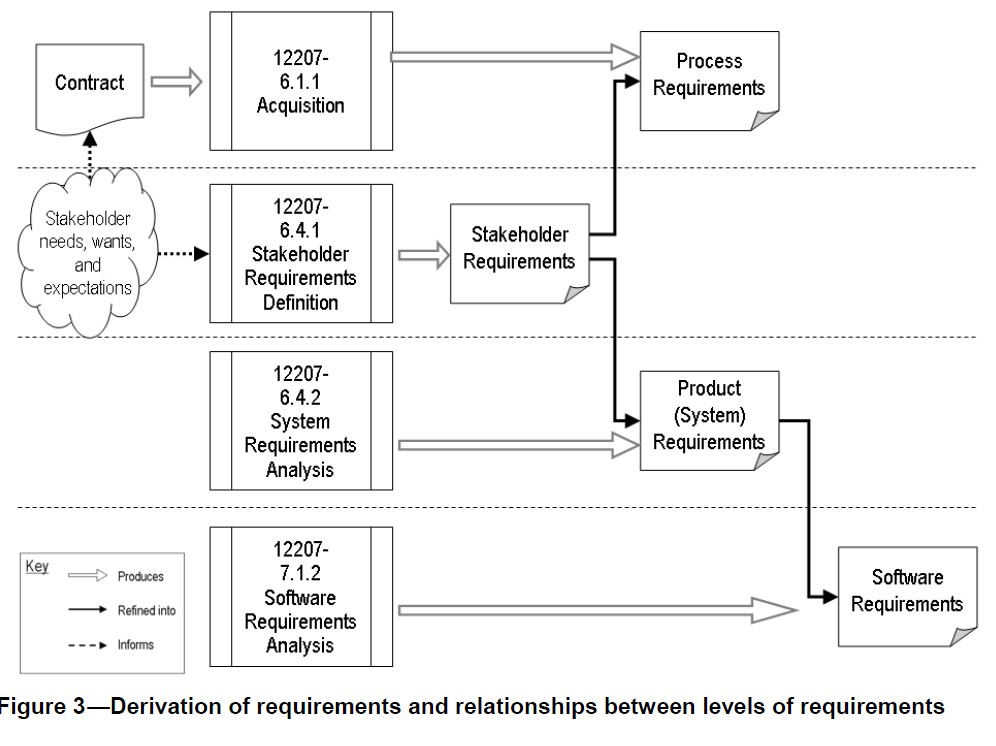 Contract
12207-
6.1.1
Acquisition
Process
Requirements
Stakeholder
needs, wants,
and
expectations
12207-
6.4.1
Stakeholder
Requirements
Definition
Stakeholder
Requirements
12207-
6.4.2
System
Requirements
Analysis
Product
(System)
Requirements
Key
Produces
Refined into
Informs
12207-
7.1.2
Software
Requirements
Analysis
Software
Requirements
Figure 3—Derivation of requirements and relationships between levels of requirements